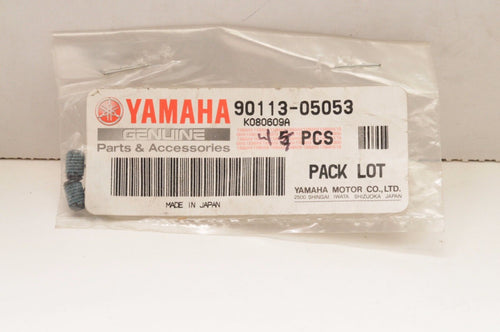 YAMAHA 90113-05053
K080609A
GENUINE
Parts & Accessories
PCS
PACK LOT
YAMAHA MOTOR CO., LTD.
2500 SHINGAI IWATA SHIZUOKA JAPAN
MADE IN JAPAN